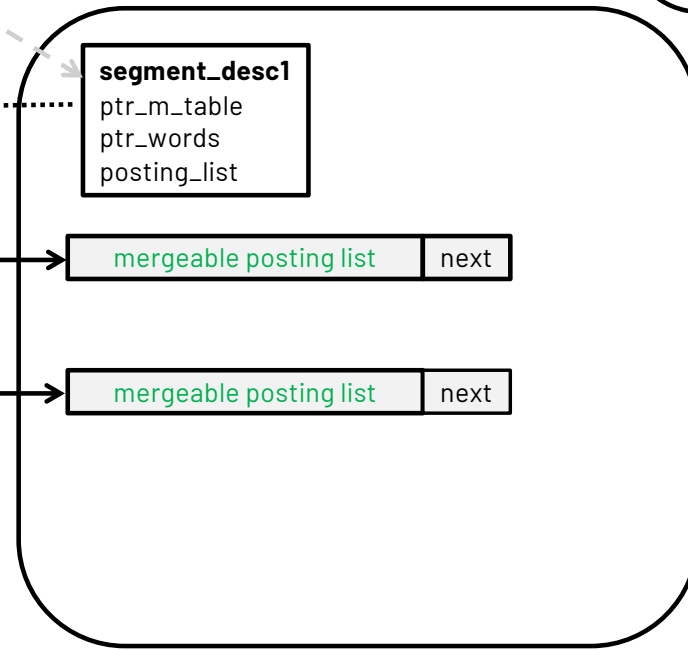 segment_desc1
ptr_m_table
ptr_words
posting_list
mergeable posting list next
mergeable posting list next